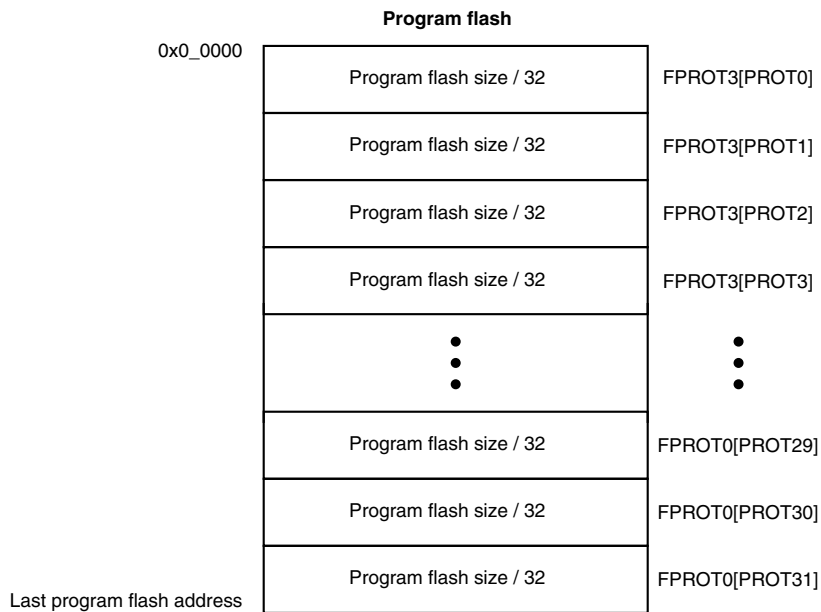 Program flash
0x0_0000
Program flash size / 32 FPROT3[PROT0]
Program flash size / 32 FPROT3[PROT1]
Program flash size / 32 FPROT3[PROT2]
Program flash size / 32 FPROT3[PROT3]
Program flash size / 32 FPROT0[PROT29]
Program flash size / 32 FPROT0[PROT30]
Program flash size / 32 FPROT0[PROT31]
Last program flash address